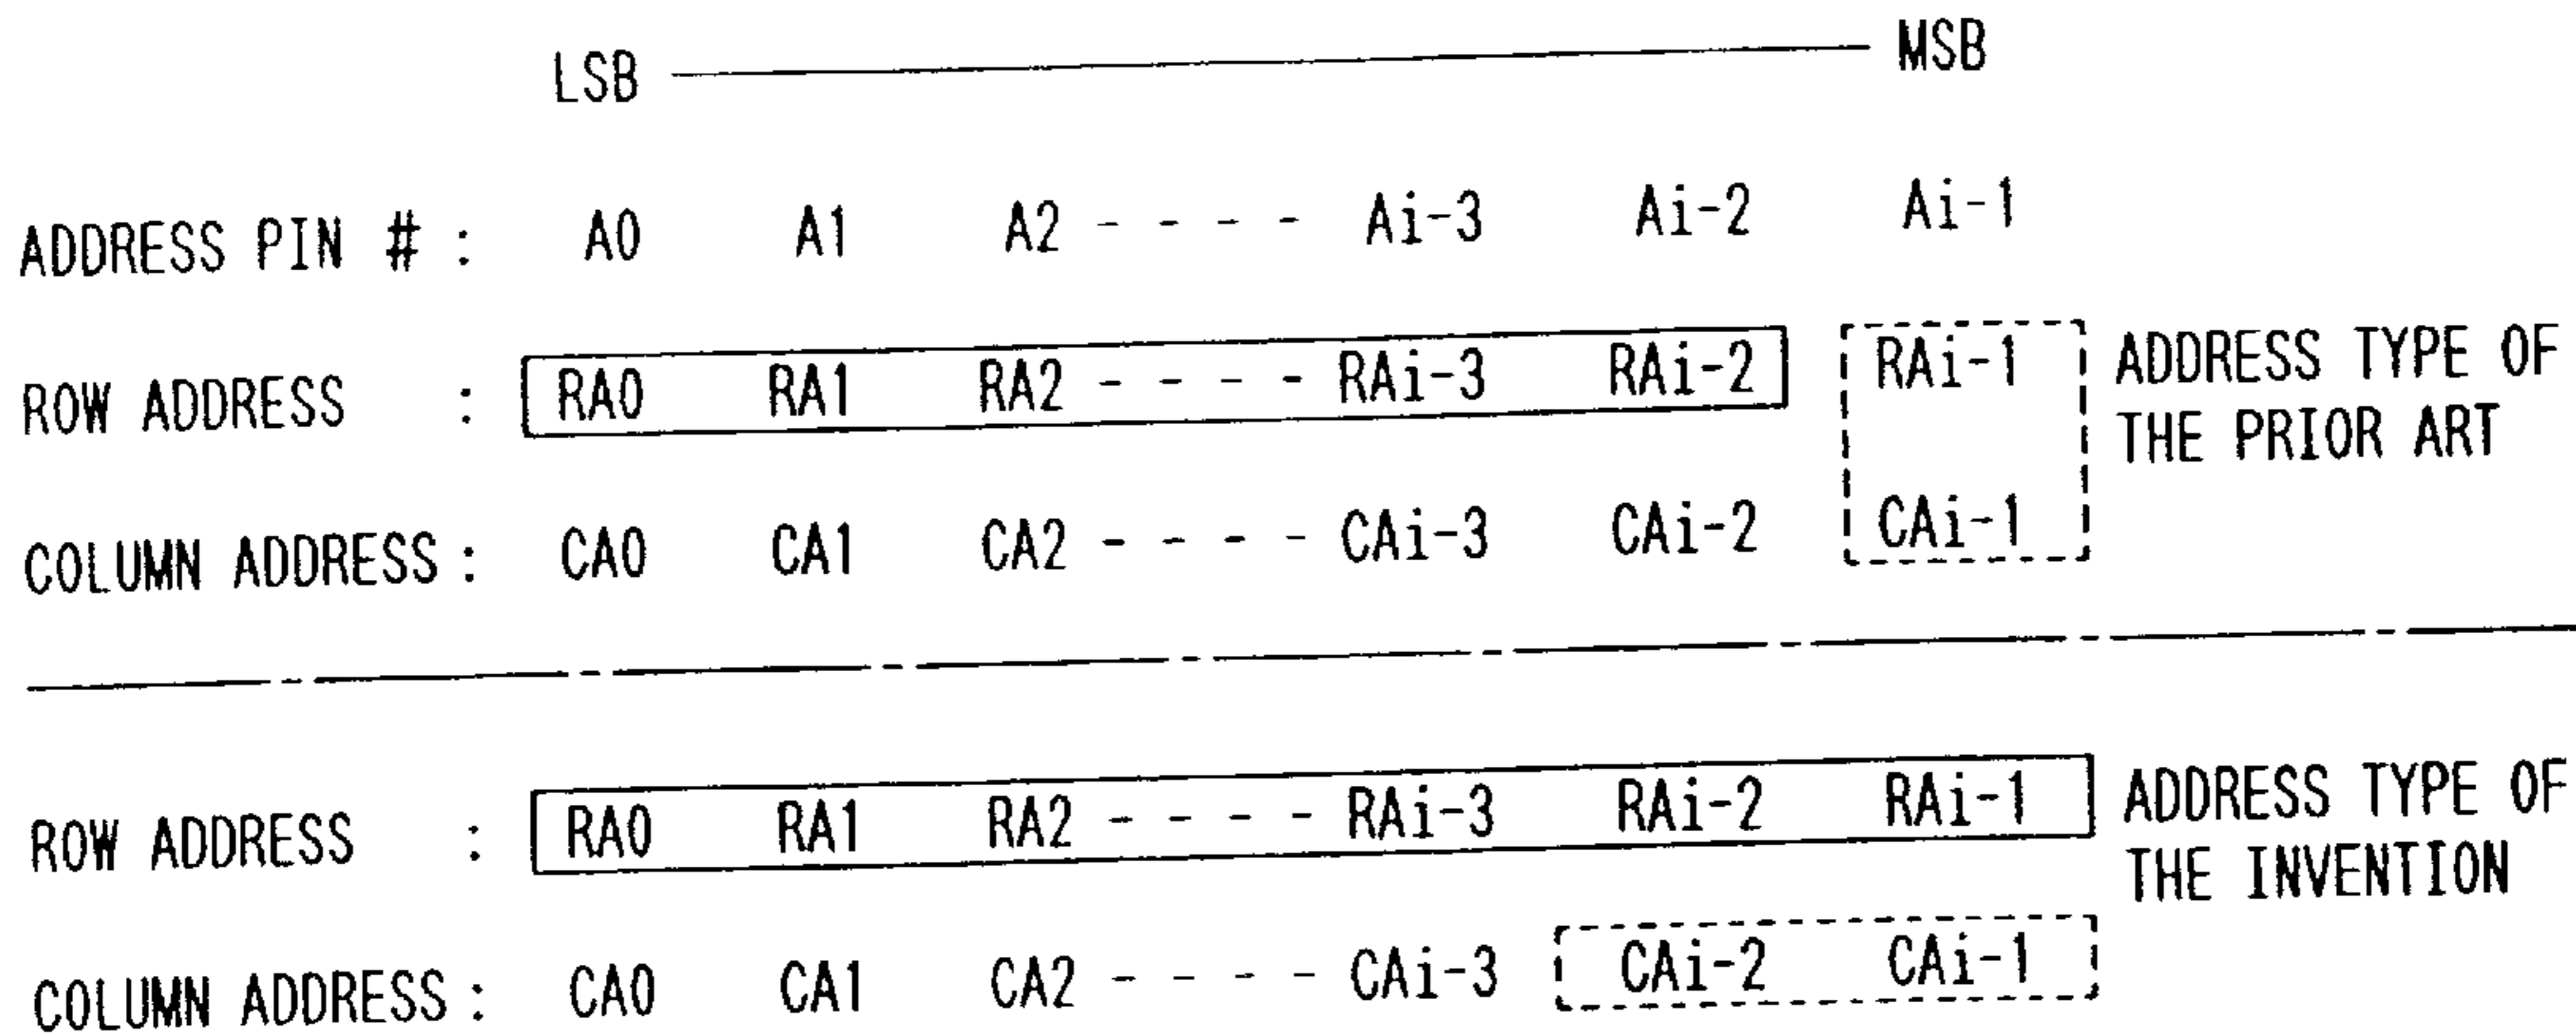 LSB MSB
ADDRESS PIN # : A0 A1 A2 - - - - Ai-3 Ai-2 Ai-1
ROW ADDRESS : RA0 RA1 RA2 - - - - RAi-3 RAi-2 RAi-1 ADDRESS TYPE OF
THE PRIOR ART
COLUMN ADDRESS : CA0 CA1 CA2 - - - - CAi-3 CAi-2 CAi-1
ROW ADDRESS : RA0 RA1 RA2 - - - - RAi-3 RAi-2 RAi-1 ADDRESS TYPE OF
THE INVENTION
COLUMN ADDRESS : CA0 CA1 CA2 - - - - CAi-3 CAi-2 CAi-1